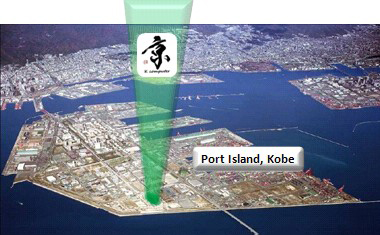 京
K computer
Port Island, Kobe